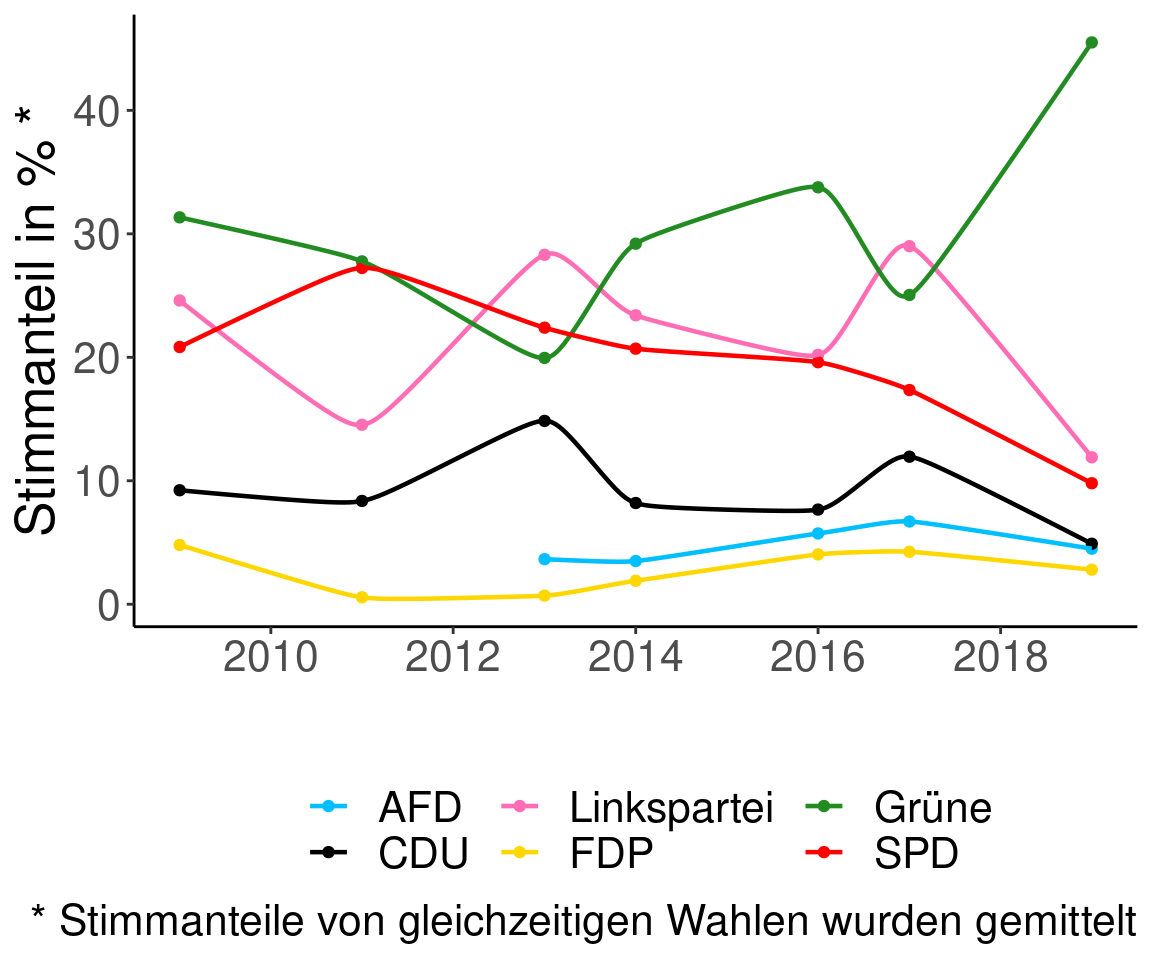 Stimmanteil in % *
40
30
20
10
0
2010 2012 2014 2016 2018
AFD Linkspartei Grüne
CDU FDP SPD
* Stimmanteile von gleichzeitigen Wahlen wurden gemittelt